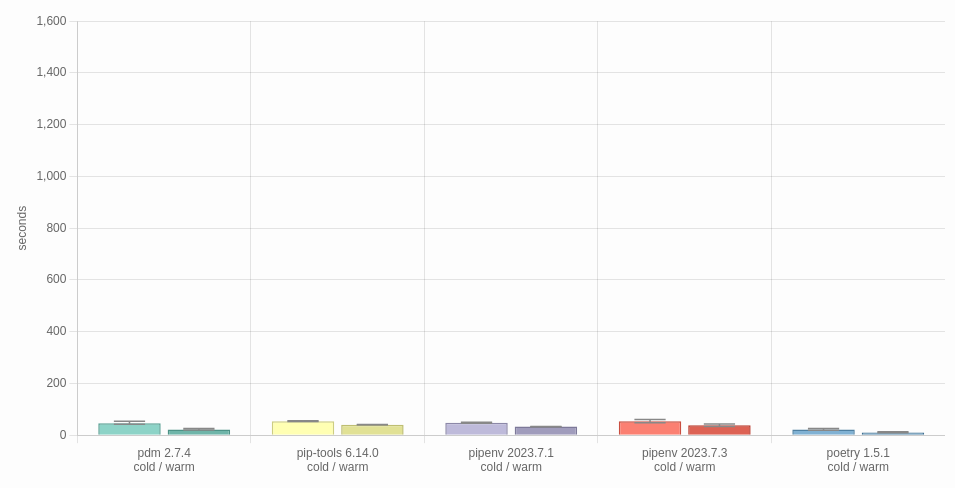 1,600
1,400
1,200
1,000
800
600
400
200
0
seconds
pdm 2.7.4
cold / warm
pip-tools 6.14.0
cold / warm
pipenv 2023.7.1
cold / warm
pipenv 2023.7.3
cold / warm
poetry 1.5.1
cold / warm